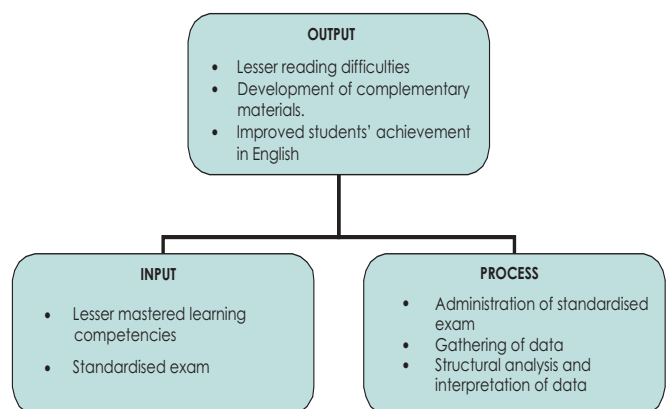 OUTPUT
• Lesser reading difficulties
• Development of complementary
materials.
• Improved students’ achievement
in English
INPUT
• Lesser mastered learning
competencies
• Standardised exam
PROCESS
• Administration of standardised
exam
• Gathering of data
• Structural analysis and
interpretation of data